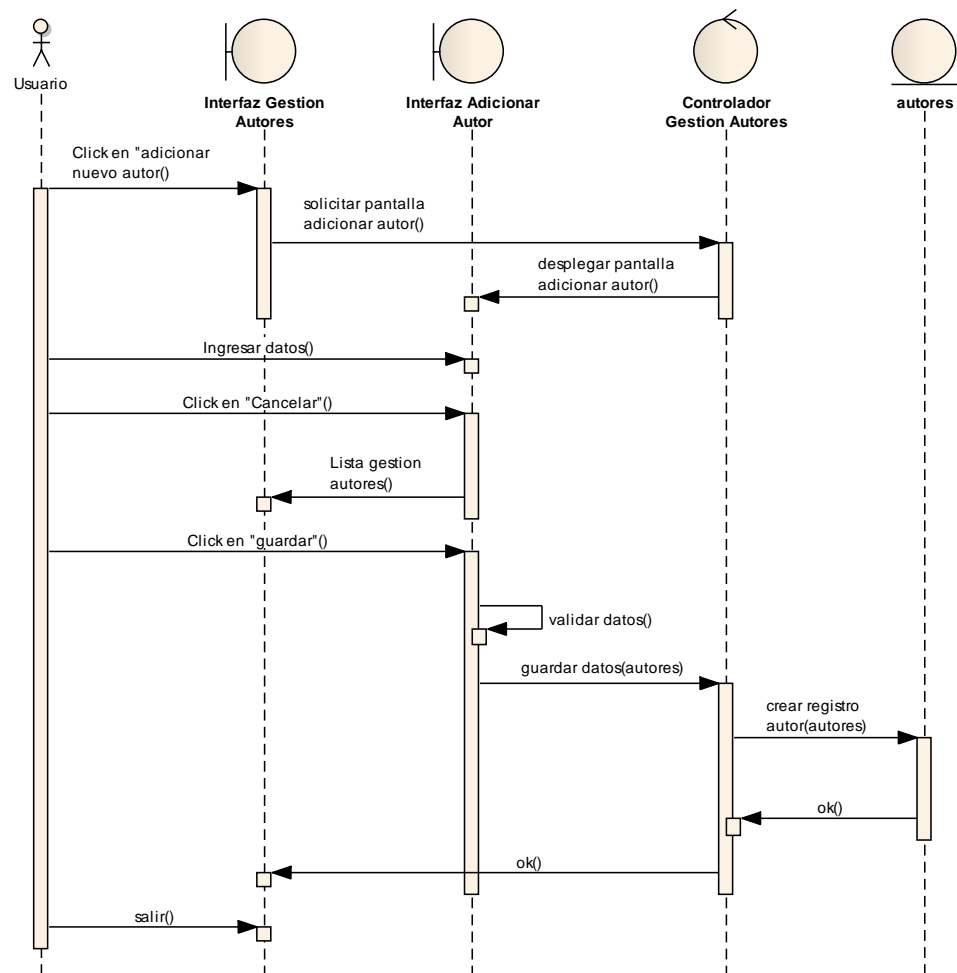 Usuario
Interfaz Gestion
Autores
Interfaz Adicionar
Autor
Controlador
Gestion Autores
autores
Click en "adicionar
nuevo autor()
solicitar pantalla
adicionar autor()
desplegar pantalla
adicionar autor()
Ingresar datos()
Click en "Cancelar"()
Lista gestion
autores()
Click en "guardar"()
validar datos()
guardar datos(autores)
crear registro
autor(autores)
ok()
ok()
salir()